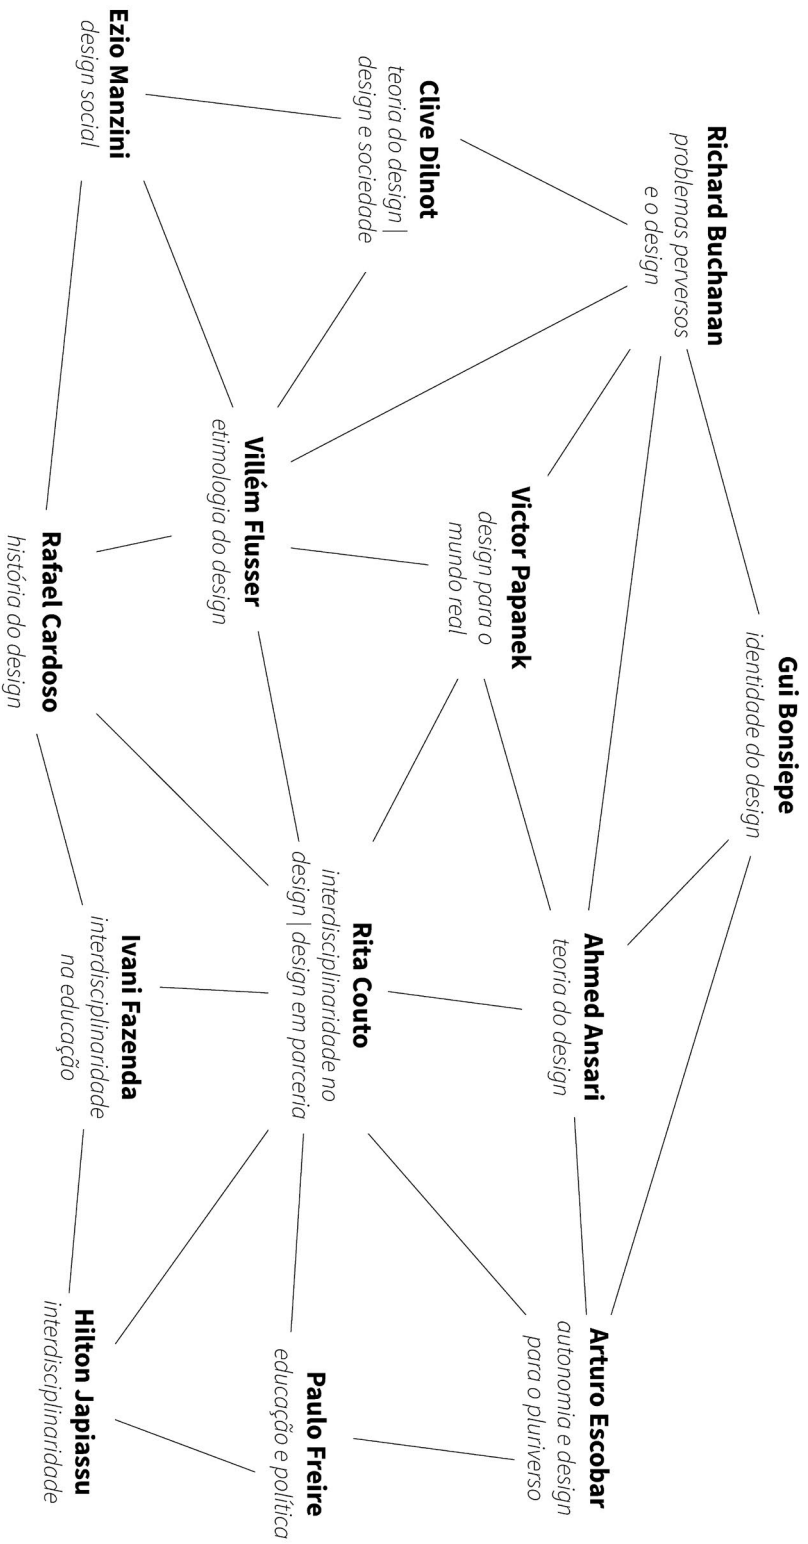 Gui Bonsiepe
identidade do design
Richard Buchanan
problemas perversos
e o design
Ahmed Ansari
teoria do design
Arturo Escobar
autonomia e design
para o pluriverso
Victor Papanek
design para o
mundo real
Clive Dilnot
teoria do design |
design e sociedade
Rita Couto
interdisciplinaridade no
design | design em parceria
Paulo Freire
educação e política
Villém Flusser
etimologia do design
Ezio Manzini
design social
Ivani Fazenda
interdisciplinaridade
na educação
Hilton Japiassu
interdisciplinaridade
Rafael Cardoso
história do design